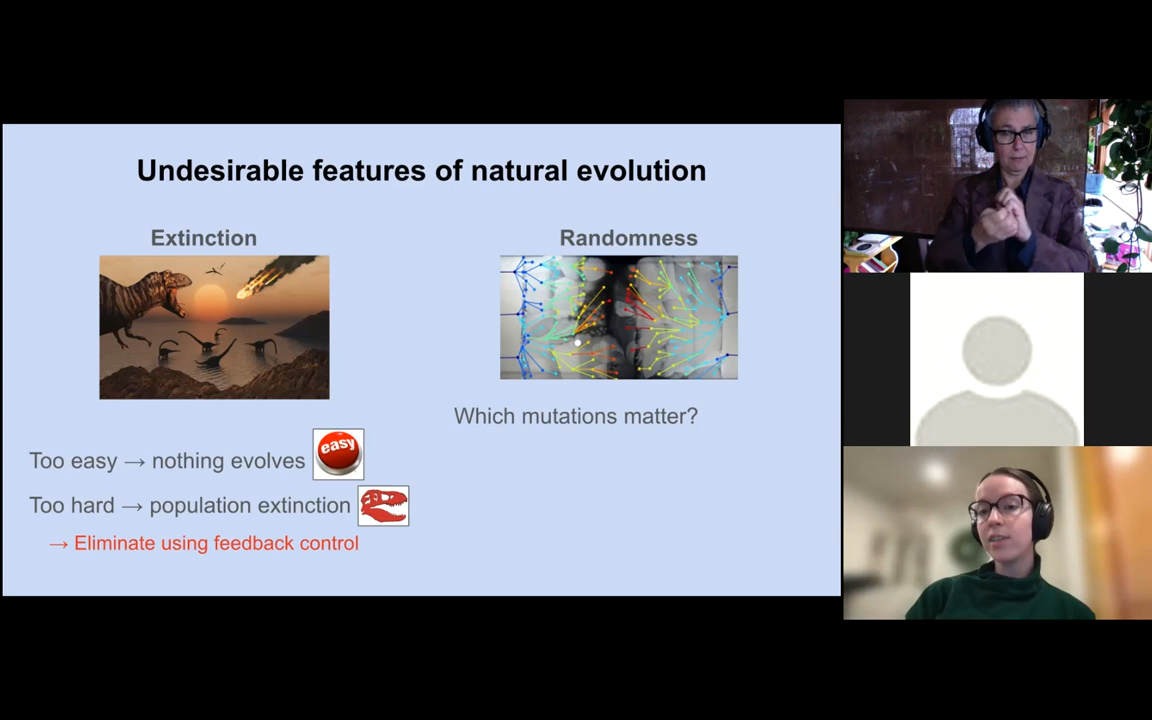 Undesirable features of natural evolution
Extinction
Randomness
Which mutations matter?
Too easy → nothing evolves
easy
Too hard → population extinction
→ Eliminate using feedback control